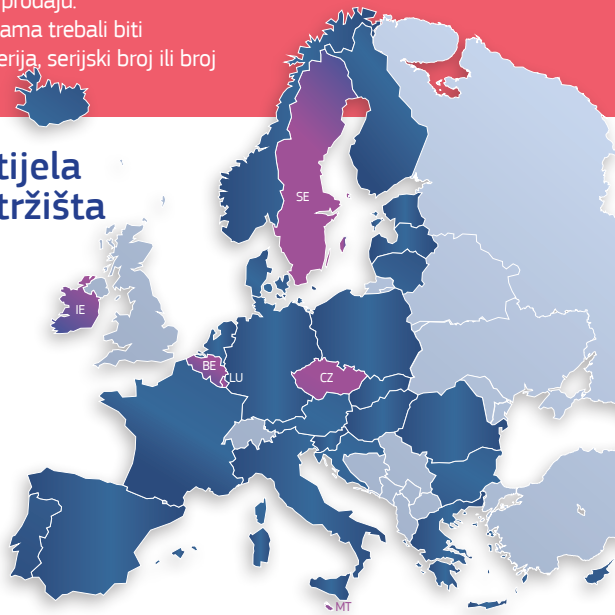 prodaju.
ama trebali biti
erija, serijski broj ili broj
tijela
tržišta
SE
IE
BE
LU
CZ
MT